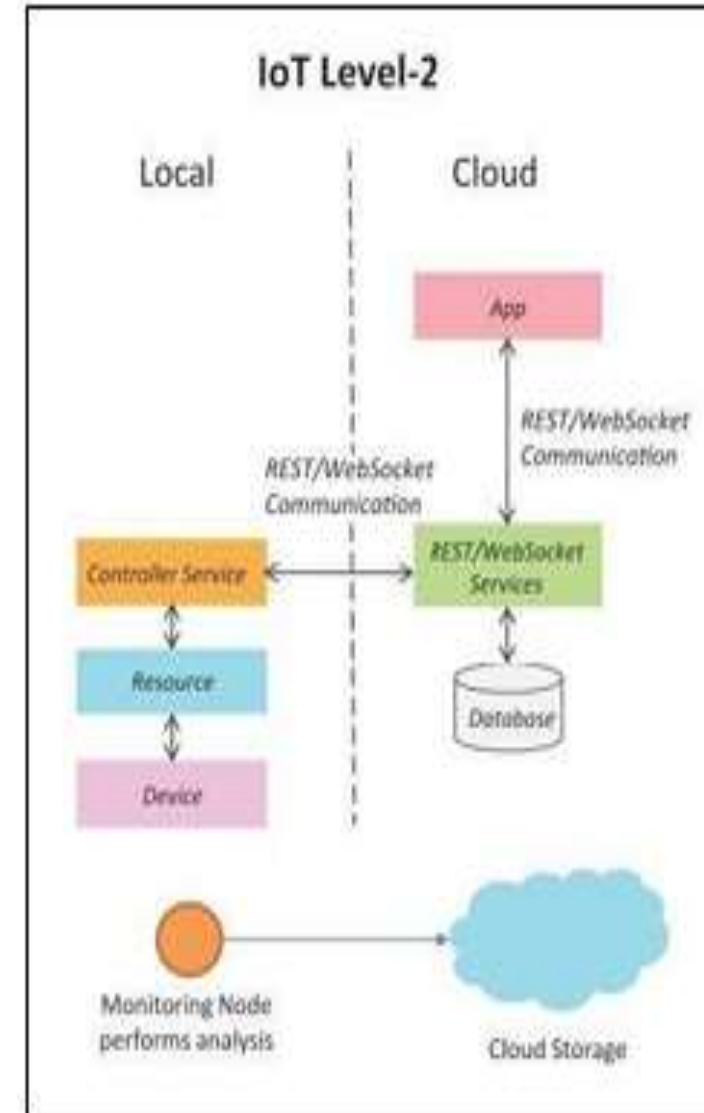 IoT Level-2
Local
Cloud
App
REST/WebSocket
Communication
REST/WebSocket
Communication
Controller Service
REST/WebSocket
Services
Resource
Database
Device
Monitoring Node
performs analysis
Cloud Storage